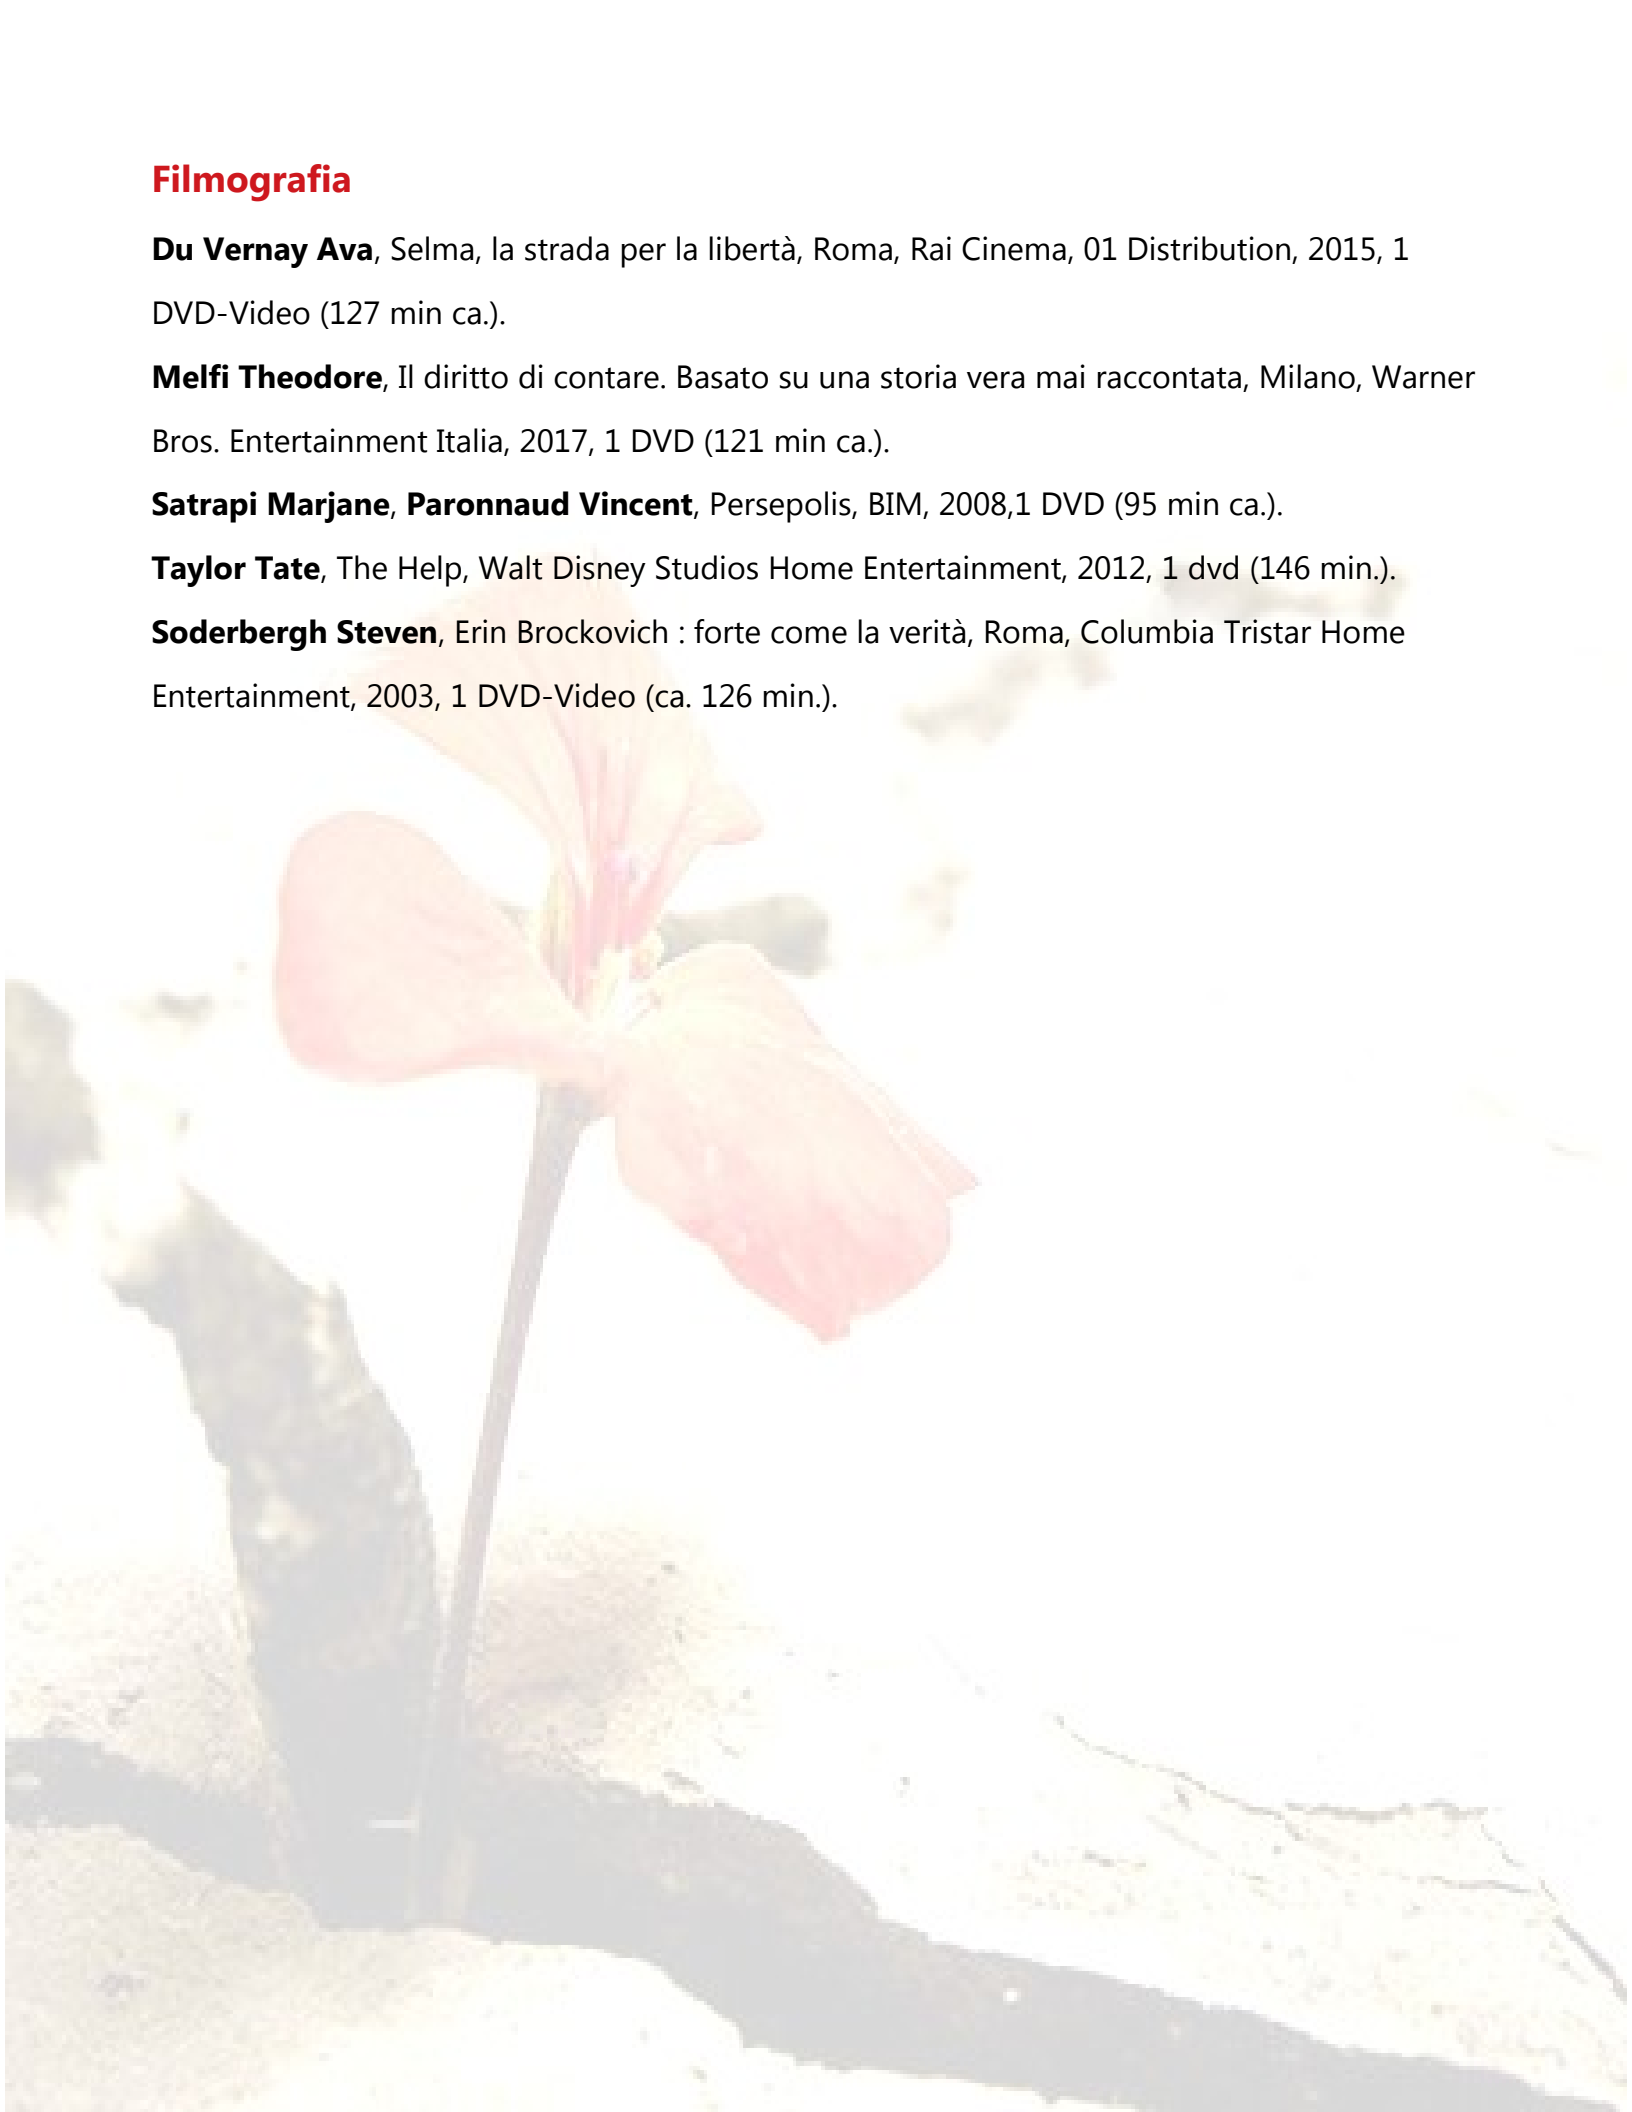 Filmografia
Du Vernay Ava, Selma, la strada per la libertà, Roma, Rai Cinema, 01 Distribution, 2015, 1
DVD-Video (127 min ca.).
Melfi Theodore, Il diritto di contare. Basato su una storia vera mai raccontata, Milano, Warner
Bros. Entertainment Italia, 2017, 1 DVD (121 min ca.).
Satrapi Marjane, Paronnaud Vincent, Persepolis, BIM, 2008,1 DVD (95 min ca.).
Taylor Tate, The Help, Walt Disney Studios Home Entertainment, 2012, 1 dvd (146 min.).
Soderbergh Steven, Erin Brockovich : forte come la verità, Roma, Columbia Tristar Home
Entertainment, 2003, 1 DVD-Video (ca. 126 min.).